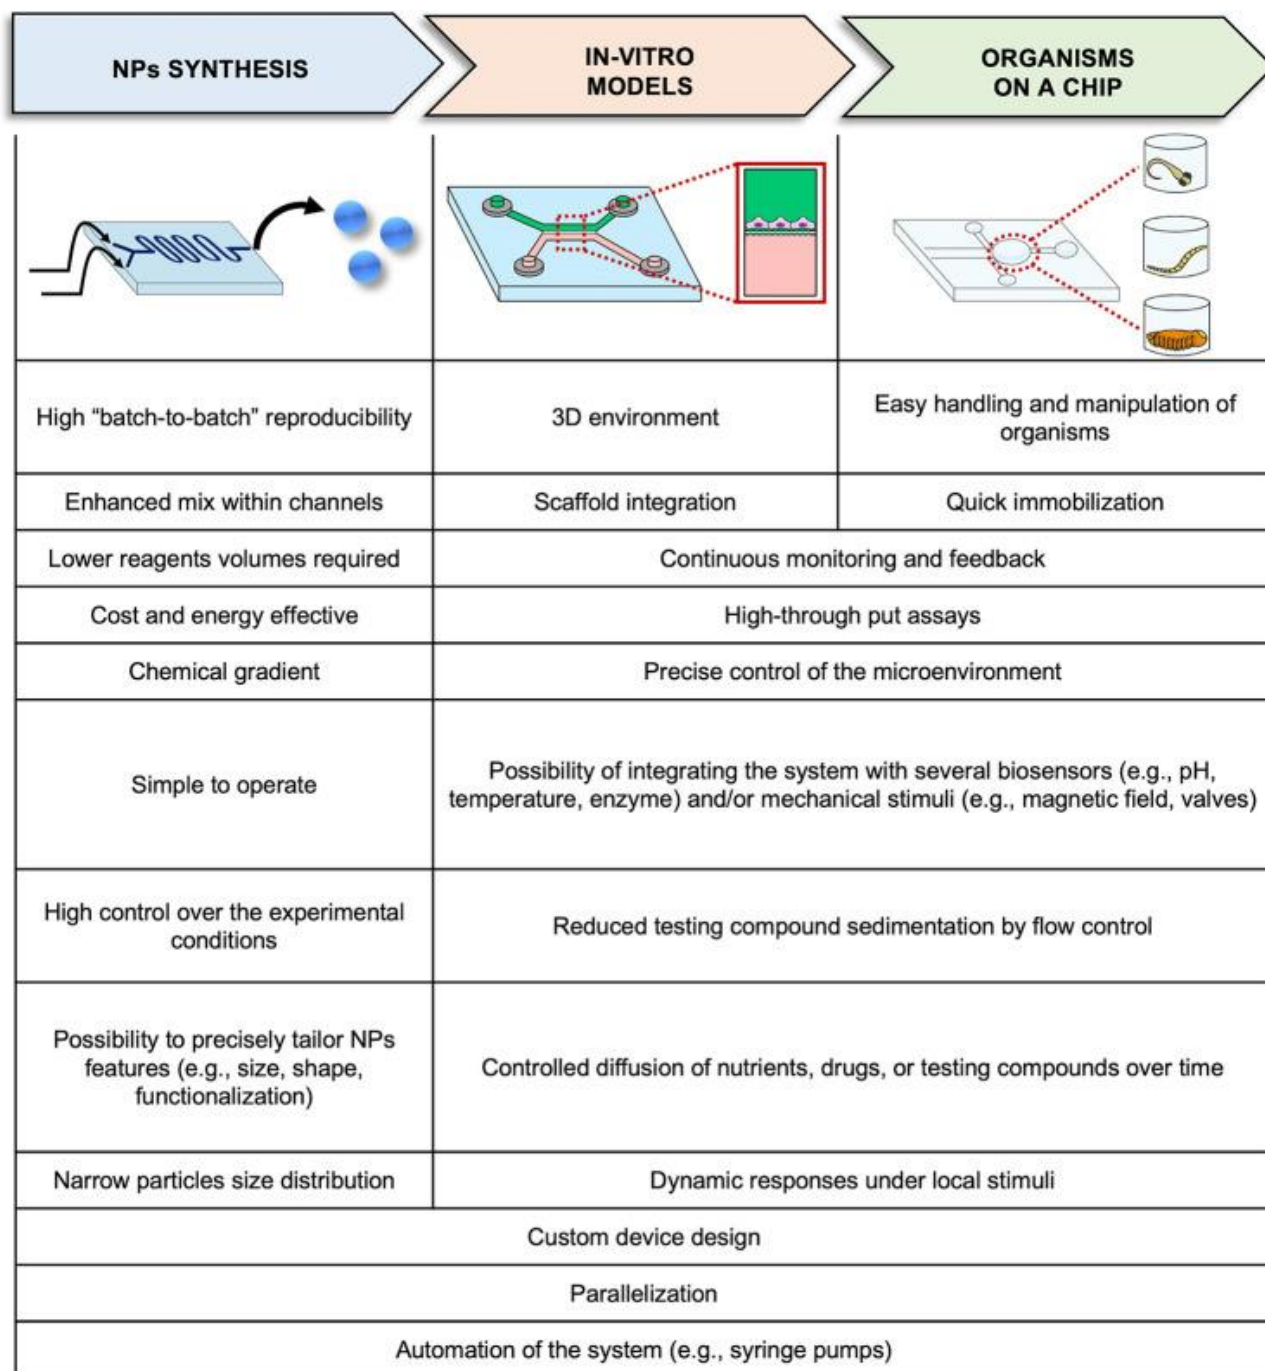 NPs SYNTHESIS
IN-VITRO
MODELS
ORGANISMS
ON A CHIP
High “batch-to-batch” reproducibility
3D environment
Easy handling and manipulation of
organisms
Enhanced mix within channels
Scaffold integration
Quick immobilization
Lower reagents volumes required
Continuous monitoring and feedback
Cost and energy effective
High-through put assays
Chemical gradient
Precise control of the microenvironment
Simple to operate
Possibility of integrating the system with several biosensors (e.g., pH,
temperature, enzyme) and/or mechanical stimuli (e.g., magnetic field, valves)
High control over the experimental
conditions
Reduced testing compound sedimentation by flow control
Possibility to precisely tailor NPs
features (e.g., size, shape,
functionalization)
Controlled diffusion of nutrients, drugs, or testing compounds over time
Narrow particles size distribution
Dynamic responses under local stimuli
Custom device design
Parallelization
Automation of the system (e.g., syringe pumps)